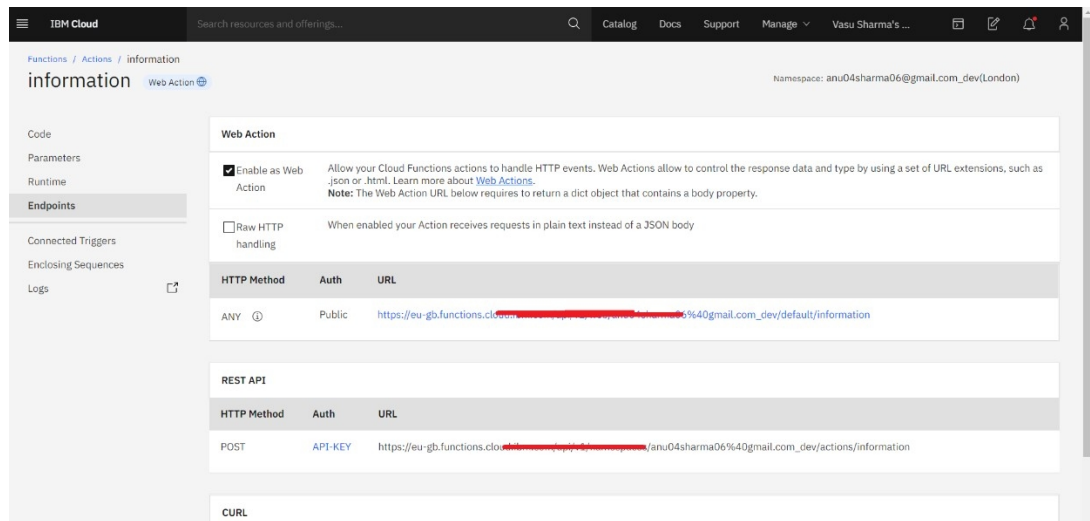 IBM Cloud
Search resources and offerings...
Catalog
Docs
Support
Manage
Vasu Sharma's ...
Functions / Actions / information
information
Web Action
Namespace: anu04sharma06@gmail.com_dev(London)
Code
Parameters
Runtime
Endpoints
Connected Triggers
Enclosing Sequences
Logs
Web Action
Enable as Web
Action
Allow your Cloud Functions actions to handle HTTP events. Web Actions allow to control the response data and type by using a set of URL extensions, such as
.json or .html. Learn more about Web Actions.
Note: The Web Action URL below requires to return a dict object that contains a body property.
Raw HTTP
handling
When enabled your Action receives requests in plain text instead of a JSON body
HTTP Method Auth URL
ANY Public https://eu-gb.functions.clo 6%40gmail.com_dev/default/information
REST API
HTTP Method Auth URL
POST API-KEY https://eu-gb.functions.clou /anu04sharma06%40gmail.com_dev/actions/information
CURL